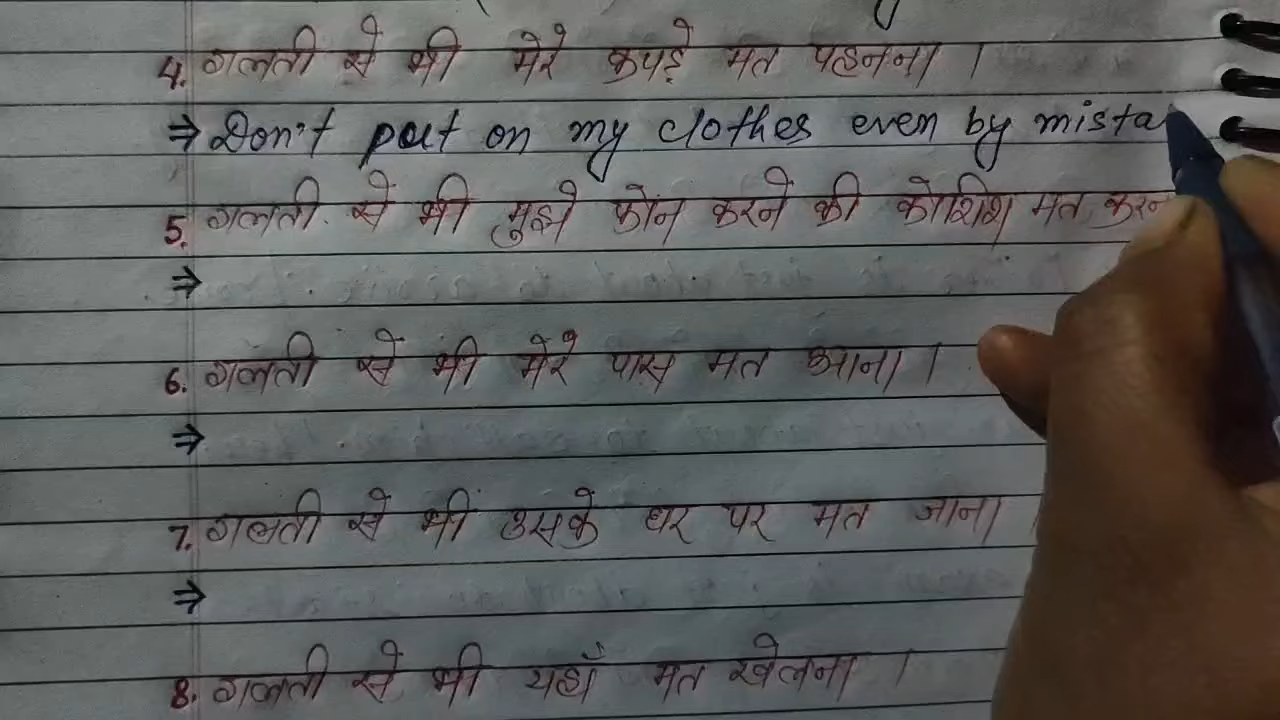 4. गलती से भी मेरे कपड़े मत पहनना ।
⇒ Don't put on my clothes even by mista
5. गलती से भी मुझे फोन करने की कोशिश मत करन
⇒
6. गलती से भी मेरे पास मत आना ।
⇒
7. गलती से भी उसके घर पर मत जाना ।
⇒
8. गलती से भी यहाँ मत खेलना ।